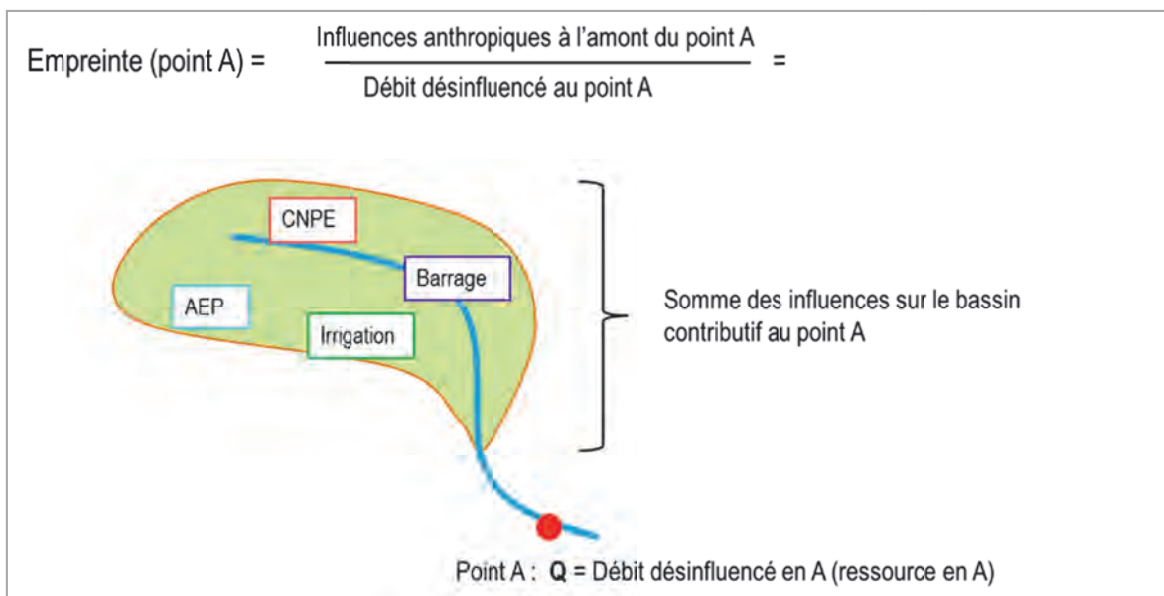 Influences anthropiques à l'amont du point A
Empreinte (point A) = =
Débit désinfluencé au point A
CNPE
Barrage
AEP
Irrigation
Somme des influences sur le bassin
contributif au point A
Point A : Q = Débit désinfluencé en A (ressource en A)